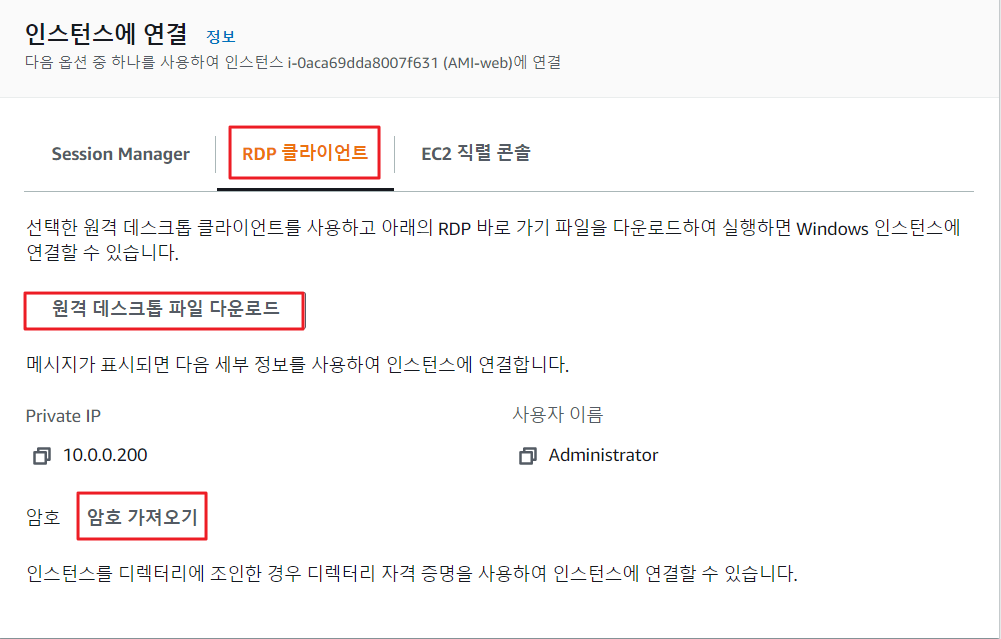 인스턴스에 연결 정보
다음 옵션 중 하나를 사용하여 인스턴스 i-0aca69dda8007f631 (AMI-web)에 연결
Session Manager RDP 클라이언트 EC2 직렬 콘솔
선택한 원격 데스크톱 클라이언트를 사용하고 아래의 RDP 바로 가기 파일을 다운로드하여 실행하면 Windows 인스턴스에
연결할 수 있습니다.
원격 데스크톱 파일 다운로드
메시지가 표시되면 다음 세부 정보를 사용하여 인스턴스에 연결합니다.
Private IP 사용자 이름
10.0.0.200 Administrator
암호 암호 가져오기
인스턴스를 디렉터리에 조인한 경우 디렉터리 자격 증명을 사용하여 인스턴스에 연결할 수 있습니다.